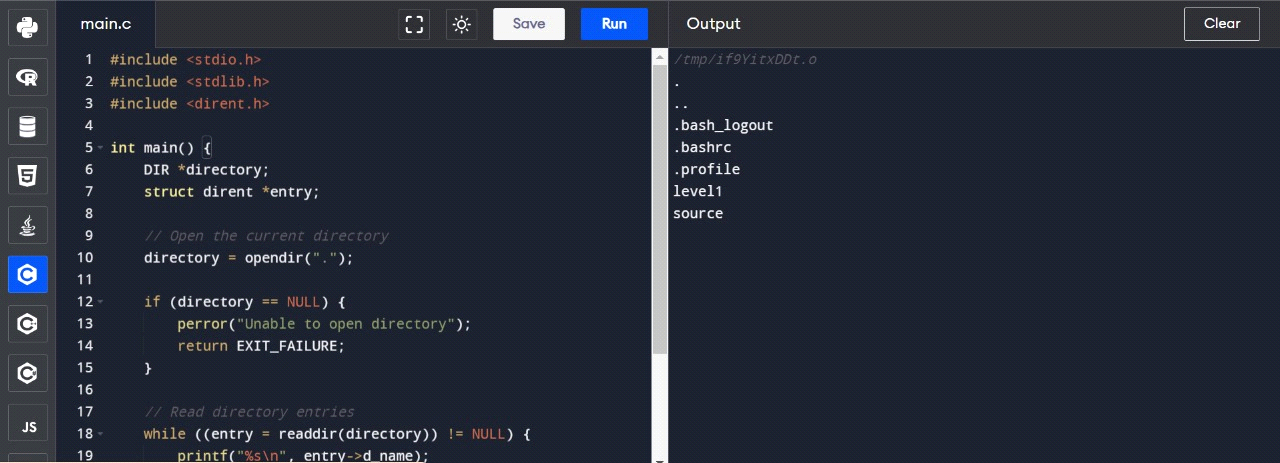 main.c
Save
Run
Output
Clear
1 #include <stdio.h>
2 #include <stdlib.h>
3 #include <dirent.h>
4
5 int main() {
6 DIR *directory;
7 struct dirent *entry;
8
9 // Open the current directory
10 directory = opendir(".");
11
12 if (directory == NULL) {
13 perror("Unable to open directory");
14 return EXIT_FAILURE;
15 }
16
17 // Read directory entries
18 while ((entry = readdir(directory)) != NULL) {
19 printf("%s\n", entry->d_name);
/tmp/if9YitxDDt.o
.
..
.bash_logout
.bashrc
.profile
level1
source
R
5
C
C
C
JS